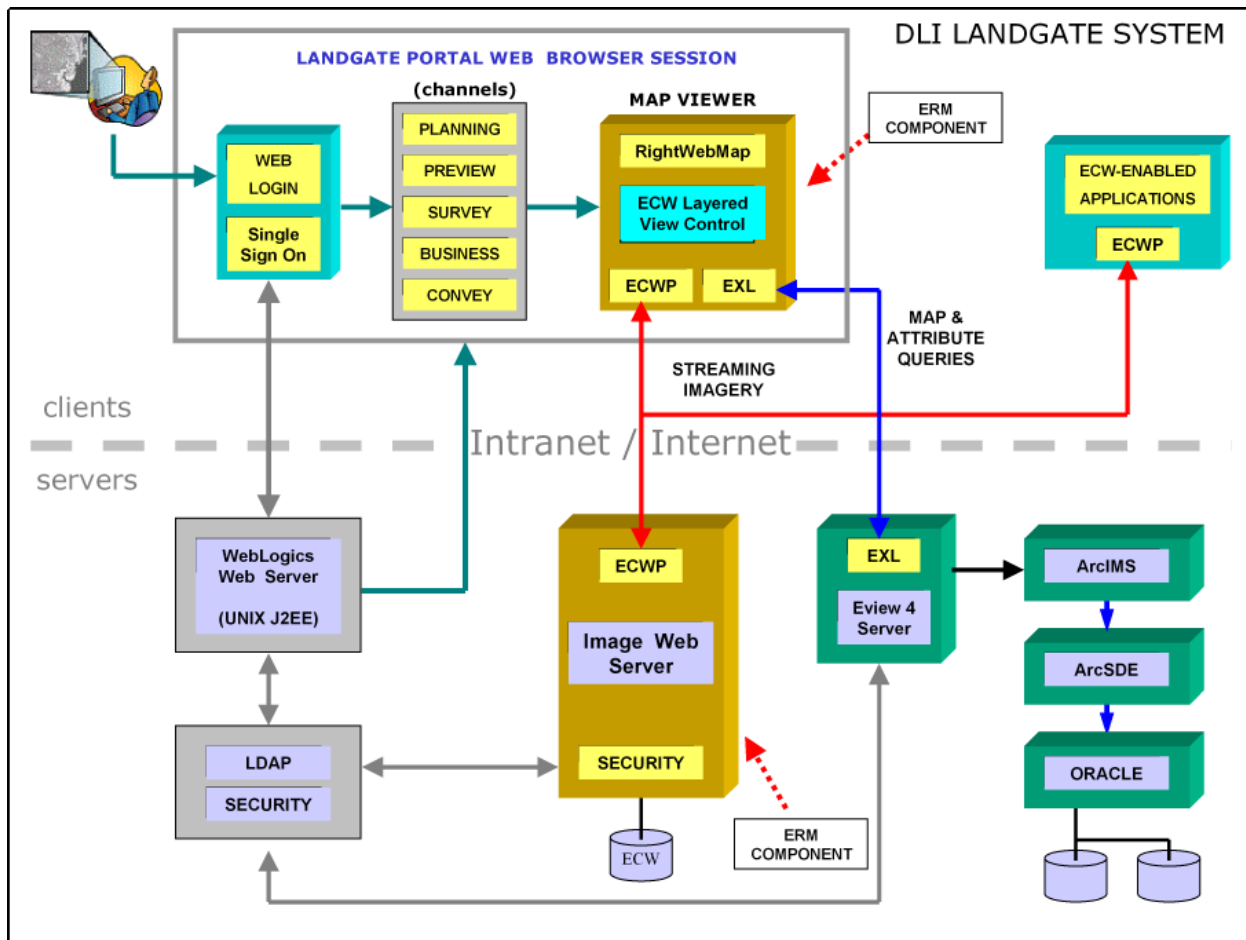 DLI LANDGATE SYSTEM
LANDGATE PORTAL WEB BROWSER SESSION
(channels)
MAP VIEWER
ERM
COMPONENT
WEB
LOGIN
Single
Sign On
PLANNING
PREVIEW
SURVEY
BUSINESS
CONVEY
RightWebMap
ECW Layered
View Control
ECWP
EXL
ECW-ENABLED
APPLICATIONS
ECWP
MAP &
ATTRIBUTE
QUERIES
STREAMING
IMAGERY
clients
Intranet / Internet
servers
WebLogics
Web Server
(UNIX J2EE)
ECWP
Image Web
Server
SECURITY
EXL
Eview 4
Server
ArcIMS
ArcSDE
ORACLE
LDAP
SECURITY
ECW
ERM
COMPONENT